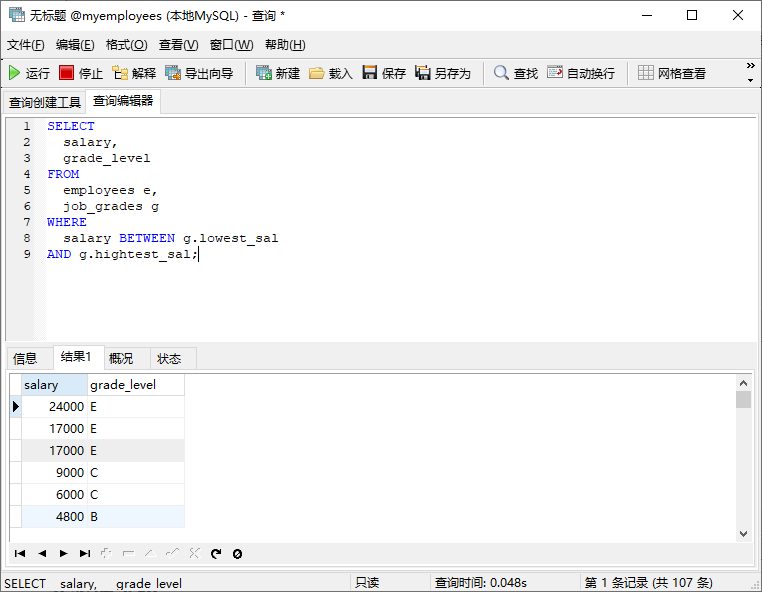 无标题 @myemployees (本地MySQL) - 查询 *
文件(F) 编辑(E) 格式(O) 查看(V) 窗口(W) 帮助(H)
运行 停止 解释 导出向导 新建 载入 保存 另存为 查找 自动换行 网格查看 »
查询创建工具 查询编辑器
1 SELECT
2 salary,
3 grade_level
4 FROM
5 employees e,
6 job_grades g
7 WHERE
8 salary BETWEEN g.lowest_sal
9 AND g.hightest_sal;
信息 结果1 概况 状态
salary grade_level
24000 E
17000 E
17000 E
9000 C
6000 C
4800 B
SELECT salary, grade_level 只读 查询时间: 0.048s 第 1 条记录 (共 107 条)